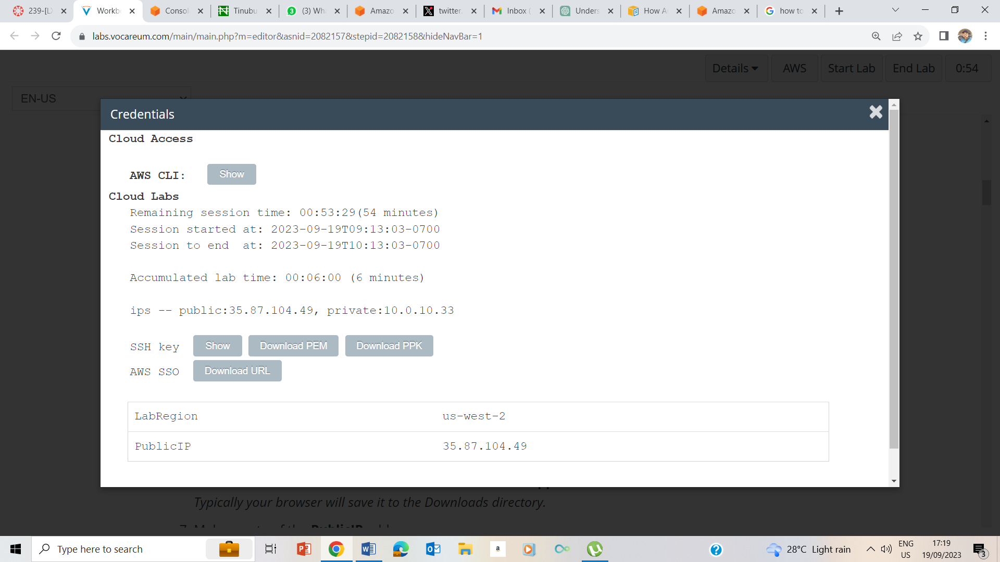 239-[L
Workb
Consol
Tinubu
(3) Wh
Amazo
twitter.
Inbox (
Unders
How A
Amazo
how to
labs.vocareum.com/main/main.php?m=editor&asnid=2082157&stepid=2082158&hideNavBar=1
Details
AWS
Start Lab
End Lab
0:54
EN-US
Credentials
Cloud Access
AWS CLI: Show
Cloud Labs
Remaining session time: 00:53:29(54 minutes)
Session started at: 2023-09-19T09:13:03-0700
Session to end  at: 2023-09-19T10:13:03-0700
Accumulated lab time: 00:06:00 (6 minutes)
ips -- public:35.87.104.49, private:10.0.10.33
SSH key Show Download PEM Download PPK
AWS SSO Download URL
LabRegion us-west-2
PublicIP 35.87.104.49
Typically your browser will save it to the Downloads directory.
Type here to search
28°C Light rain
ENG
US
17:19
19/09/2023
3